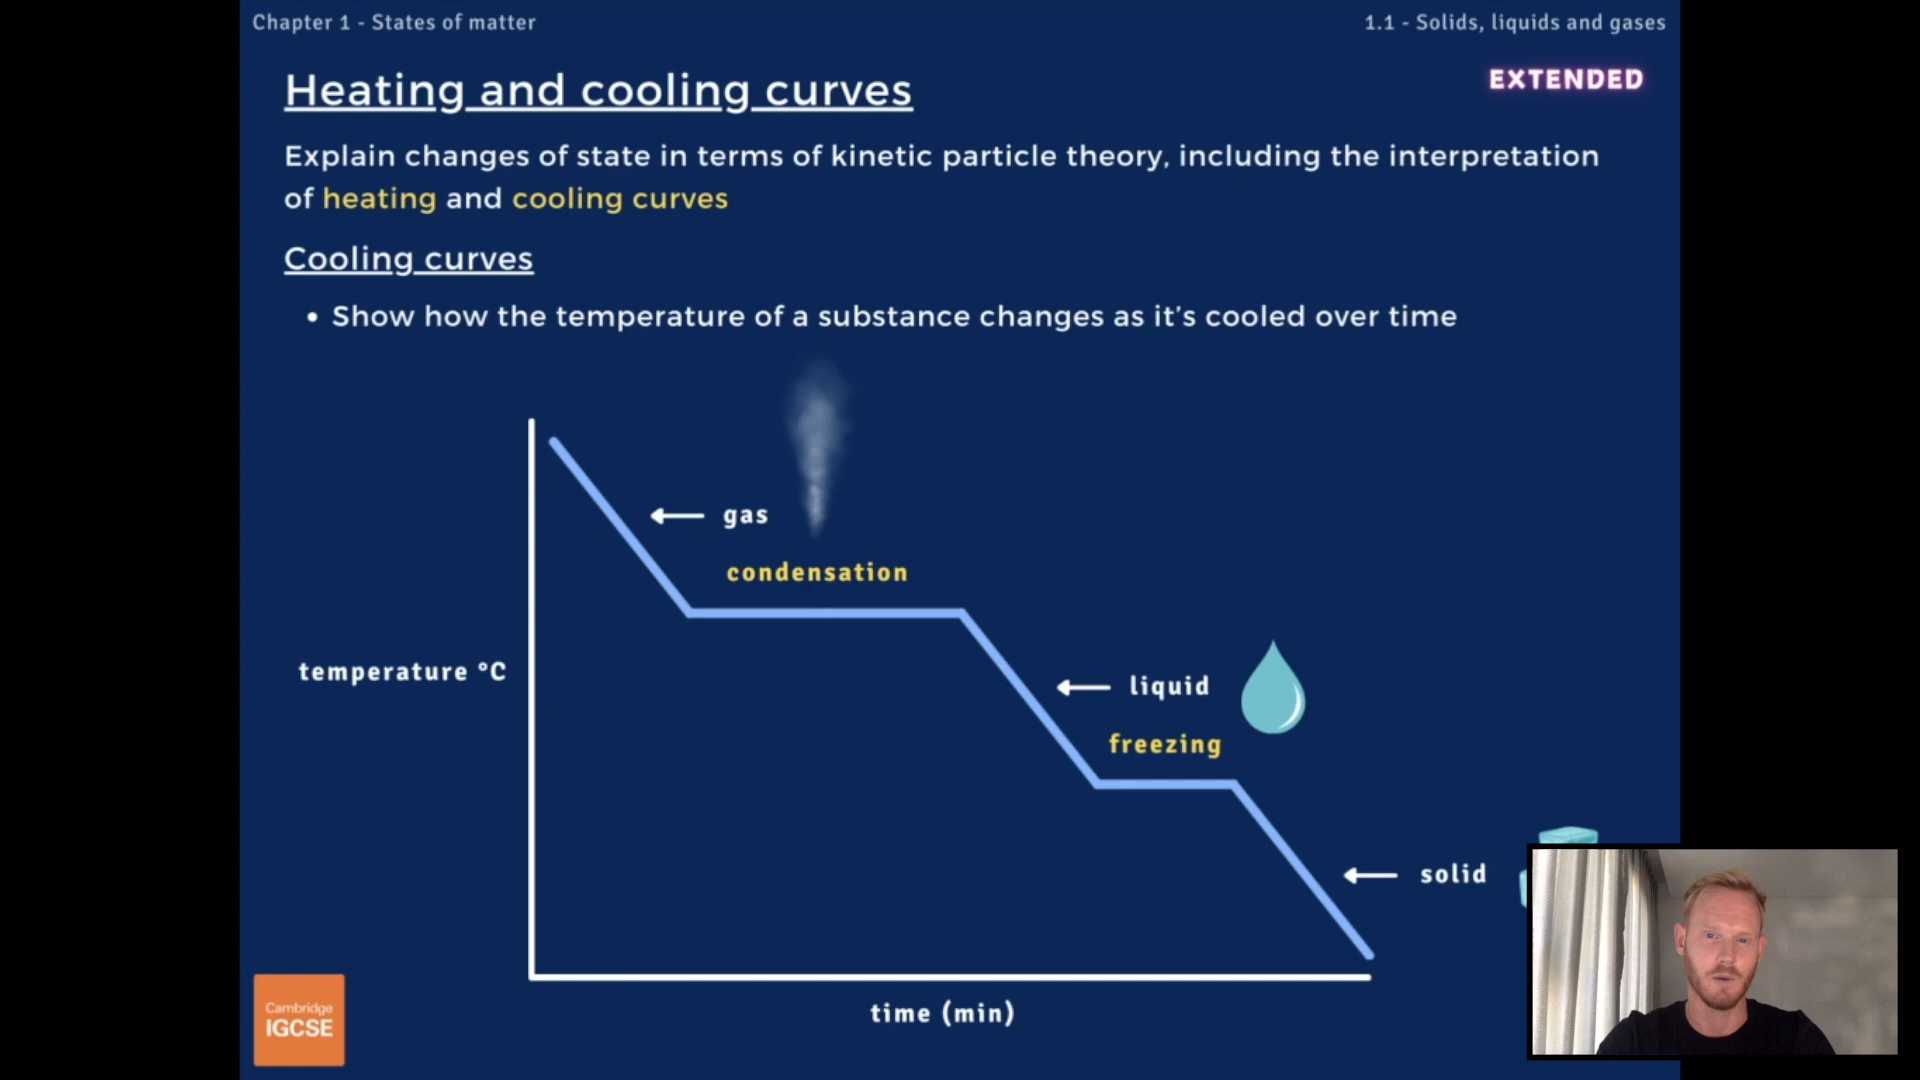 Chapter 1 - States of matter
1.1 - Solids, liquids and gases
Heating and cooling curves
EXTENDED
Explain changes of state in terms of kinetic particle theory, including the interpretation
of heating and cooling curves
Cooling curves
• Show how the temperature of a substance changes as it's cooled over time
gas
condensation
temperature °C
liquid
freezing
solid
Cambridge
IGCSE
time (min)